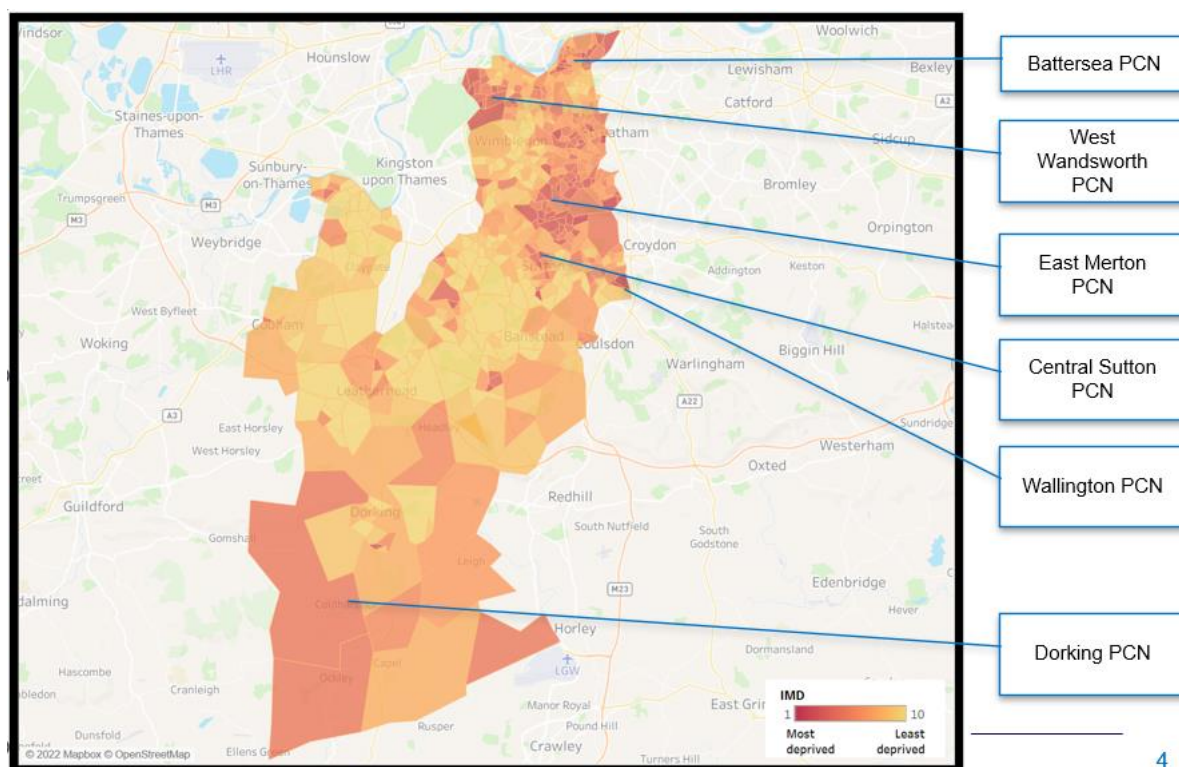 Windsor
Hounslow
LHR
Woolwich
Lewisham
Bexley
Catford
A2
Staines-upon-
Thames
Wimbledon
Sidcup
Kingston
upon Thames
Sunbury-
on-Thames
Bromley
Trumpsgreen
M3
M3
Orpington
Weybridge
Croydon
Addington
Keston
West Byfleet
Cobham
Halstead
Woking
Banstead
Coulsdon
Biggin Hill
Warlingham
Leatherhead
A3
A22
East Horsley
Headley
Sundridge
West Horsley
Westerham
Oxted
Guildford
Redhill
Dorking
South Nutfield
South
Godstone
Gomshall
Leigh
Edenbridge
M23
Hever
Horley
LGW
Dormansland
Hascombe
Capel
Cranleigh
Ockley
Manor Royal
East Grin
Dunsfold
Rusper
Pound Hill
Ellens Green
Crawley
Turners Hill
© 2022 Mapbox © OpenStreetMap
IMD
1 10
Most Least
deprived deprived
Battersea PCN
West
Wandsworth
PCN
East Merton
PCN
Central Sutton
PCN
Wallington PCN
Dorking PCN
4